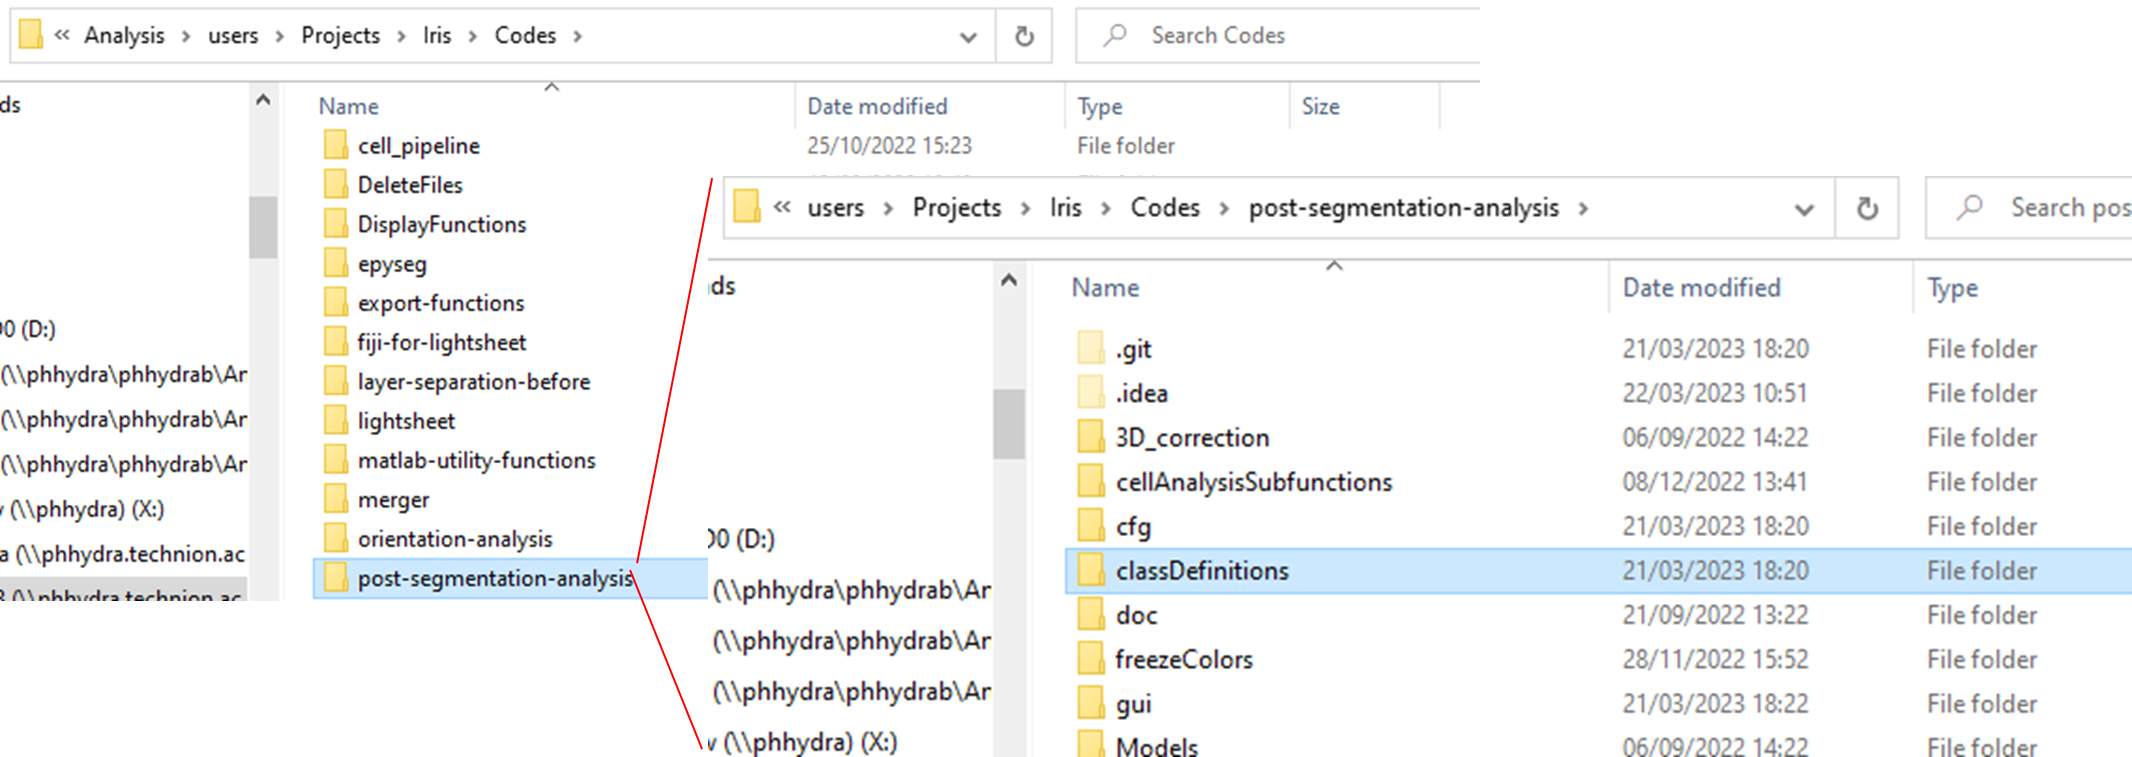 « Analysis > users > Projects > Iris > Codes >
Search Codes
ds
Name Date modified Type Size
cell_pipeline 25/10/2022 15:23 File folder
DeleteFiles
DisplayFunctions
epyseg
export-functions
fiji-for-lightsheet
layer-separation-before
lightsheet
matlab-utility-functions
merger
orientation-analysis
post-segmentation-analysis
00 (D:)
(\\phhydra\phhydrab\Ar
(\\phhydra\phhydrab\Ar
(\\phhydra\phhydrab\Ar
(\\phhydra) (X:)
a (\\phhydra.technion.ac
(\\phhydra.technion.ac
« users > Projects > Iris > Codes > post-segmentation-analysis >
Search pos
ds
Name Date modified Type
.git 21/03/2023 18:20 File folder
.idea 22/03/2023 10:51 File folder
3D_correction 06/09/2022 14:22 File folder
cellAnalysisSubfunctions 08/12/2022 13:41 File folder
cfg 21/03/2023 18:20 File folder
classDefinitions 21/03/2023 18:20 File folder
doc 21/09/2022 13:22 File folder
freezeColors 28/11/2022 15:52 File folder
gui 21/03/2023 18:22 File folder
Models 06/09/2022 14:22 File folder
00 (D:)
(\\phhydra\phhydrab\Ar
(\\phhydra\phhydrab\Ar
(\\phhydra\phhydrab\Ar
(\\phhydra) (X:)